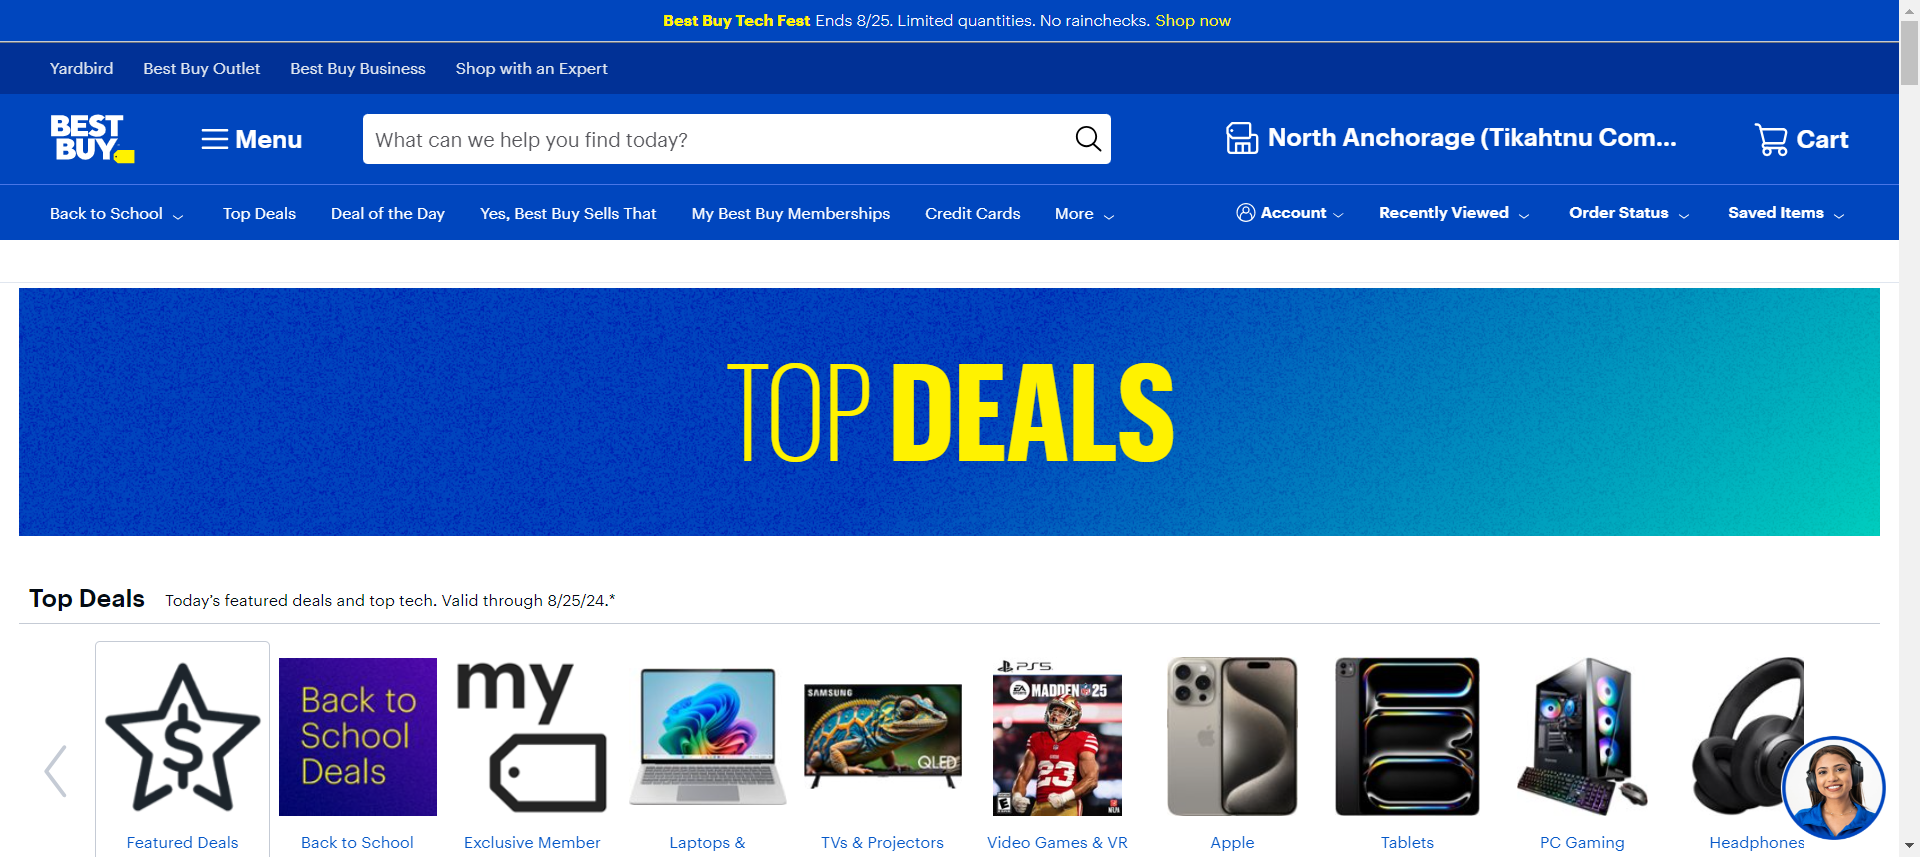 Best Buy Tech Fest Ends 8/25. Limited quantities. No rainchecks. Shop now
Yardbird Best Buy Outlet Best Buy Business Shop with an Expert
BEST
BUY
Menu
What can we help you find today?
North Anchorage (Tikahtnu Com...
Cart
Back to School Top Deals Deal of the Day Yes, Best Buy Sells That My Best Buy Memberships Credit Cards More Account Recently Viewed Order Status Saved Items
TOP DEALS
Top Deals Today's featured deals and top tech. Valid through 8/25/24.*
Back to
School
Deals
my
SAMSUNG
QLED
PS5
EA MADDEN NFL 25
23
Featured Deals Back to School Exclusive Member Laptops & TVs & Projectors Video Games & VR Apple Tablets PC Gaming Headphones